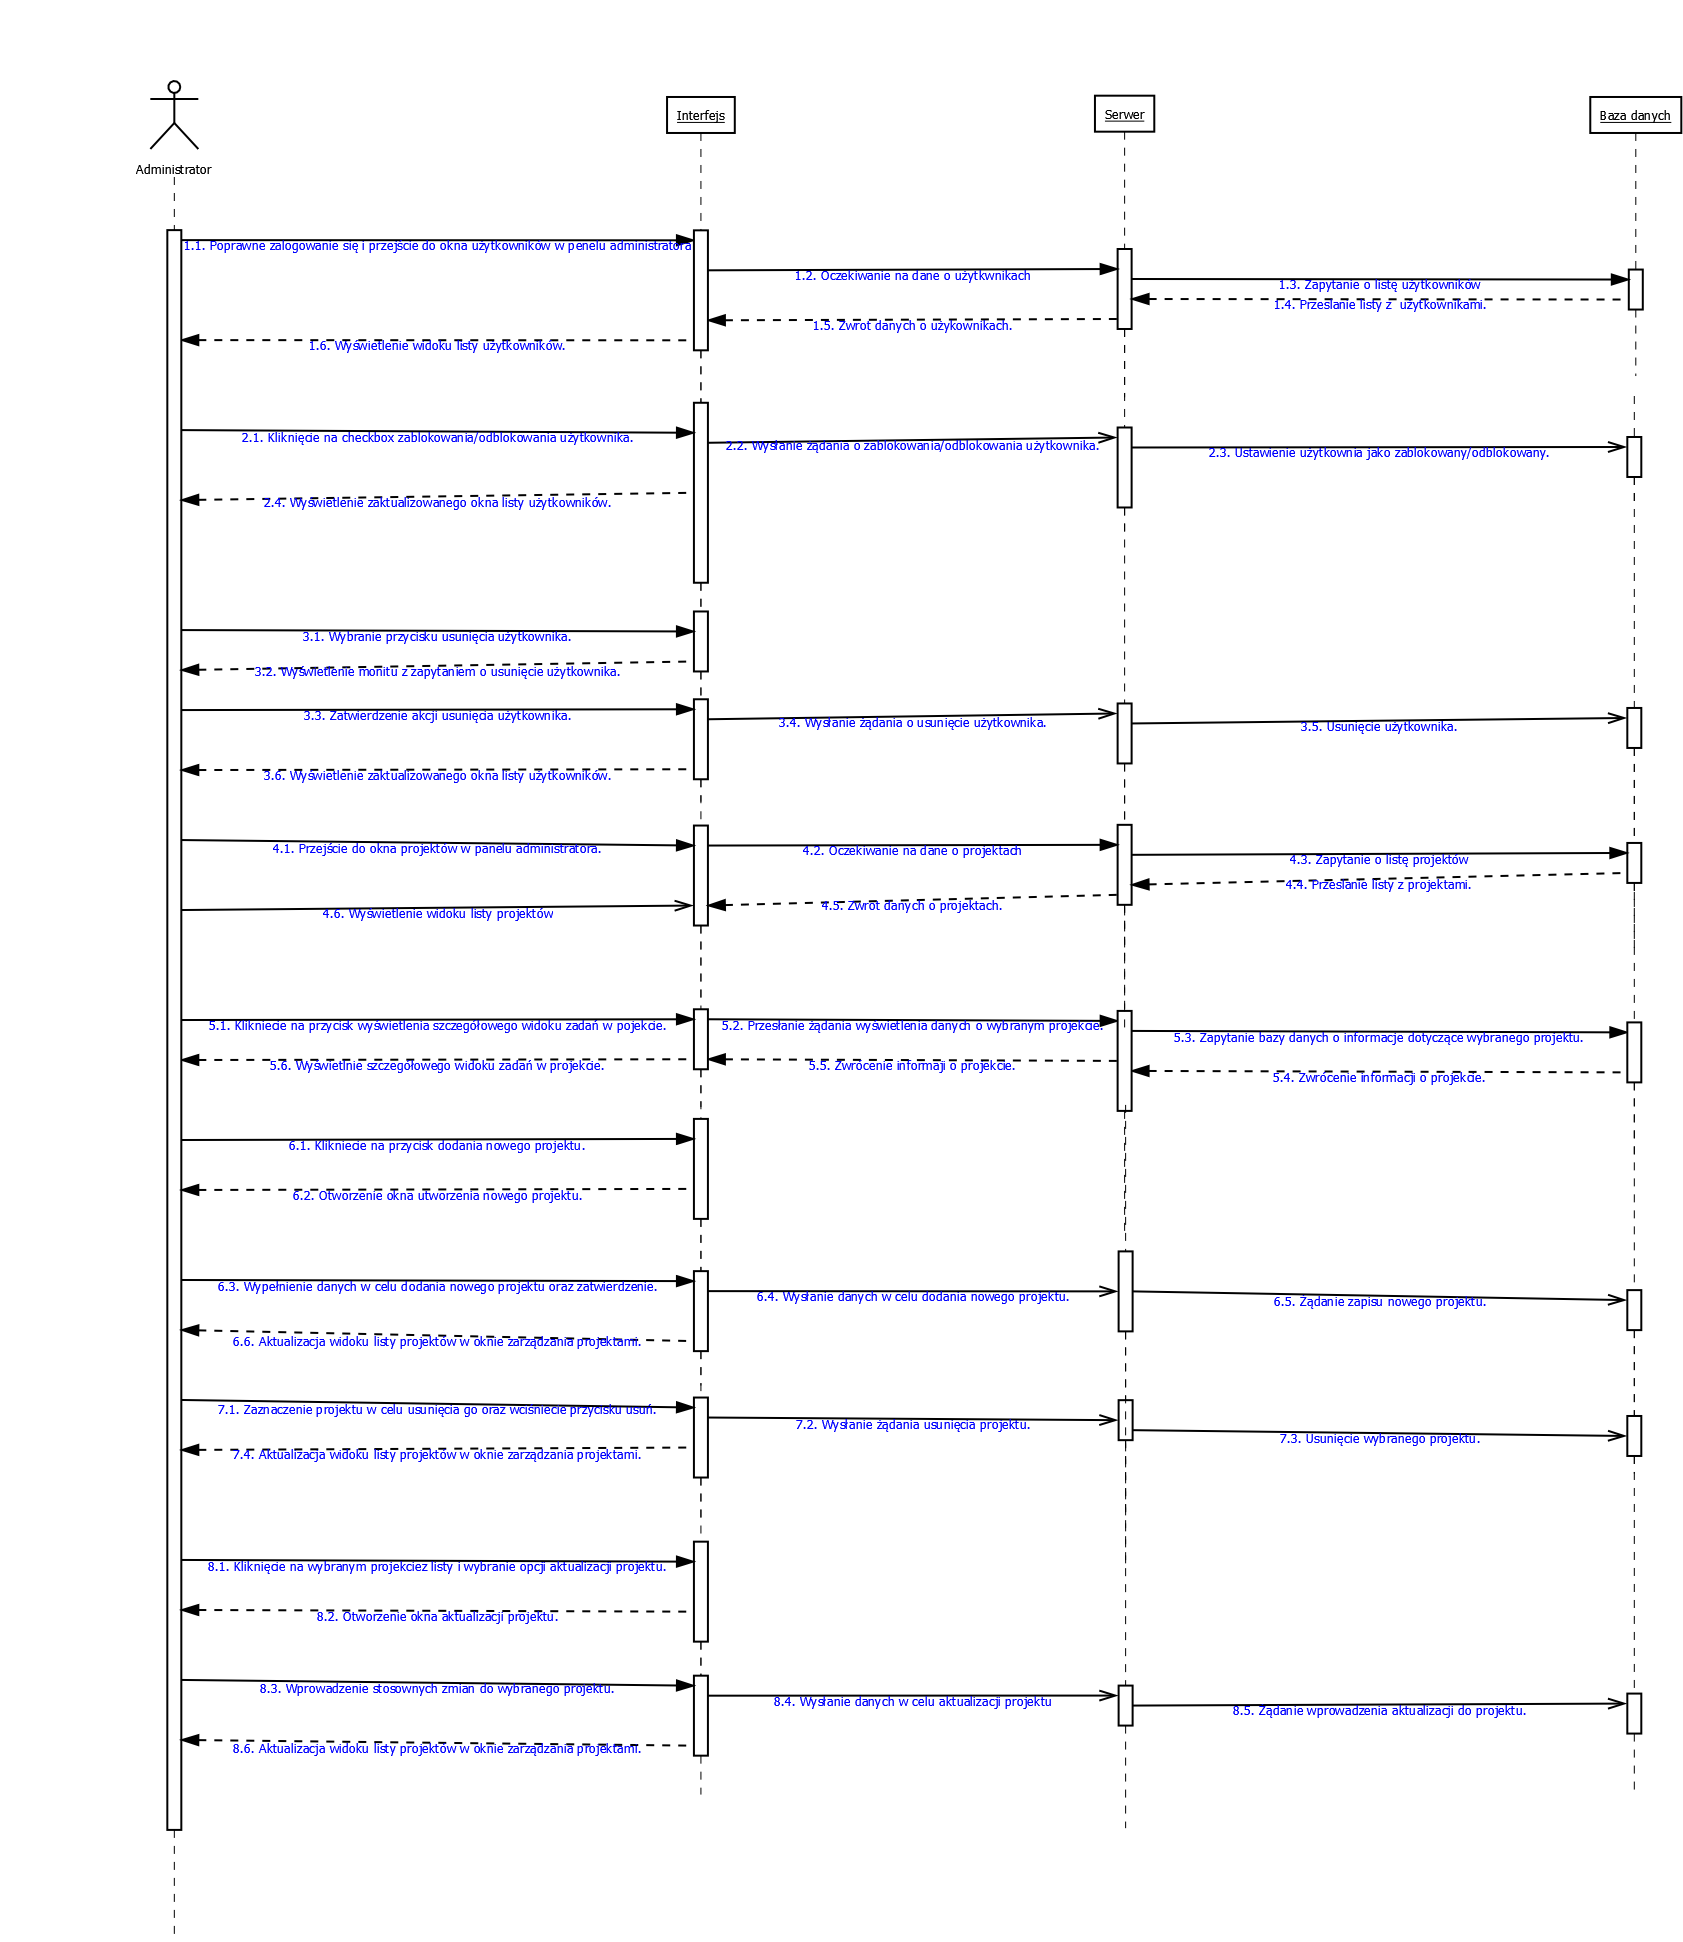 Administrator
Interfejs
Serwer
Baza danych
1.1. Poprawne zalogowanie się i przejście do okna użytkowników w penelu administratora
1.2. Oczekiwanie na dane o użytkwnikach
1.3. Zapytanie o listę użytkowników
1.4. Przesłanie listy z  użytkownikami.
1.5. Zwrot danych o użykownikach.
1.6. Wyświetlenie widoku listy użytkowników.
2.1. Kliknięcie na checkbox zablokowania/odblokowania użytkownika.
2.2. Wysłanie żądania o zablokowania/odblokowania użytkownika.
2.3. Ustawienie użytkownia jako zablokowany/odblokowany.
2.4. Wyświetlenie zaktualizowanego okna listy użytkowników.
3.1. Wybranie przycisku usunięcia użytkownika.
3.2. Wyświetlenie monitu z zapytaniem o usunięcie użytkownika.
3.3. Zatwierdzenie akcji usunięcia użytkownika.
3.4. Wysłanie żądania o usunięcie użytkownika.
3.5. Usunięcie użytkownika.
3.6. Wyświetlenie zaktualizowanego okna listy użytkowników.
4.1. Przejście do okna projektów w panelu administratora.
4.2. Oczekiwanie na dane o projektach
4.3. Zapytanie o listę projektów
4.4. Przesłanie listy z projektami.
4.5. Zwrot danych o projektach.
4.6. Wyświetlenie widoku listy projektów
5.1. Klikniecie na przycisk wyświetlenia szczegółowego widoku zadań w pojekcie.
5.2. Przesłanie żądania wyświetlenia danych o wybranym projekcie.
5.3. Zapytanie bazy danych o informacje dotyczące wybranego projektu.
5.4. Zwrócenie informacji o projekcie.
5.5. Zwrócenie informaji o projekcie.
5.6. Wyświetlnie szczegółowego widoku zadań w projekcie.
6.1. Klikniecie na przycisk dodania nowego projektu.
6.2. Otworzenie okna utworzenia nowego projektu.
6.3. Wypełnienie danych w celu dodania nowego projektu oraz zatwierdzenie.
6.4. Wysłanie danych w celu dodania nowego projektu.
6.5. Żądanie zapisu nowego projektu.
6.6. Aktualizacja widoku listy projektów w oknie zarządzania projektami.
7.1. Zaznaczenie projektu w celu usunięcia go oraz wciśniecie przycisku usuń.
7.2. Wysłanie żądania usunięcia projektu.
7.3. Usunięcie wybranego projektu.
7.4. Aktualizacja widoku listy projektów w oknie zarządzania projektami.
8.1. Kliknięcie na wybranym projekciez listy i wybranie opcji aktualizacji projektu.
8.2. Otworzenie okna aktualizacji projektu.
8.3. Wprowadzenie stosownych zmian do wybranego projektu.
8.4. Wysłanie danych w celu aktualizacji projektu
8.5. Żądanie wprowadzenia aktualizacji do projektu.
8.6. Aktualizacja widoku listy projektów w oknie zarządzania projektami.